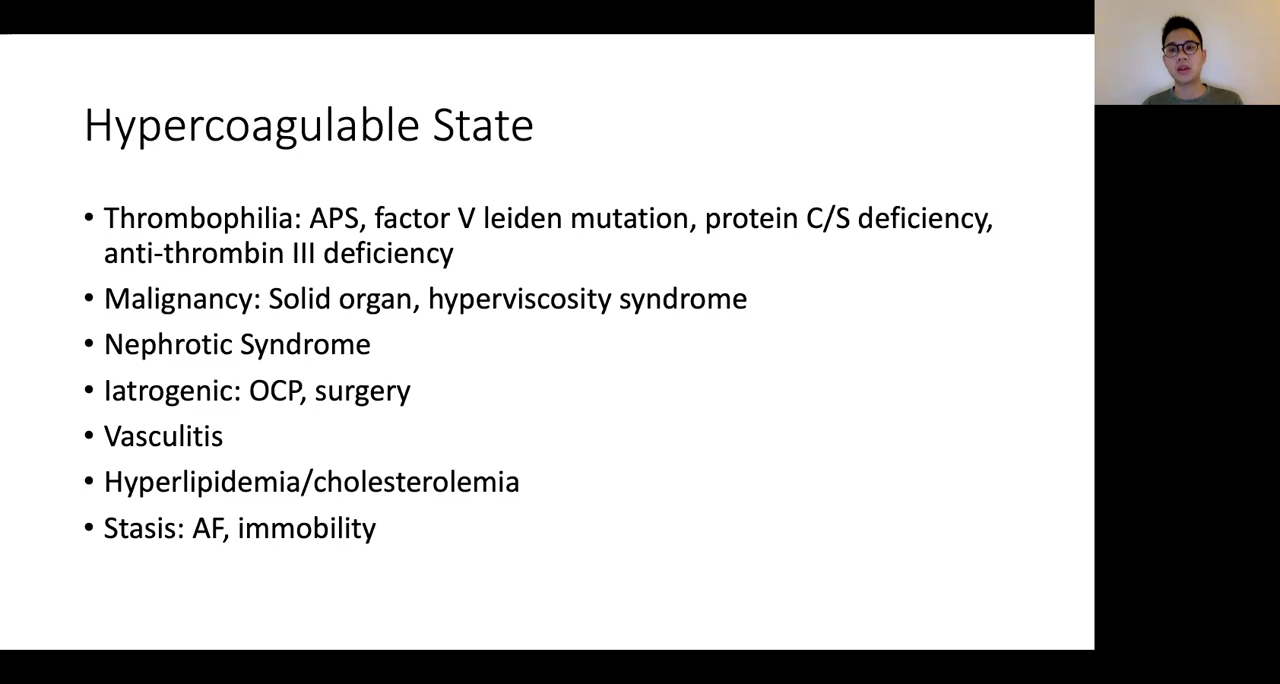 Hypercoagulable State
• Thrombophilia: APS, factor V leiden mutation, protein C/S deficiency,
anti-thrombin III deficiency
• Malignancy: Solid organ, hyperviscosity syndrome
• Nephrotic Syndrome
• Iatrogenic: OCP, surgery
• Vasculitis
• Hyperlipidemia/cholesterolemia
• Stasis: AF, immobility